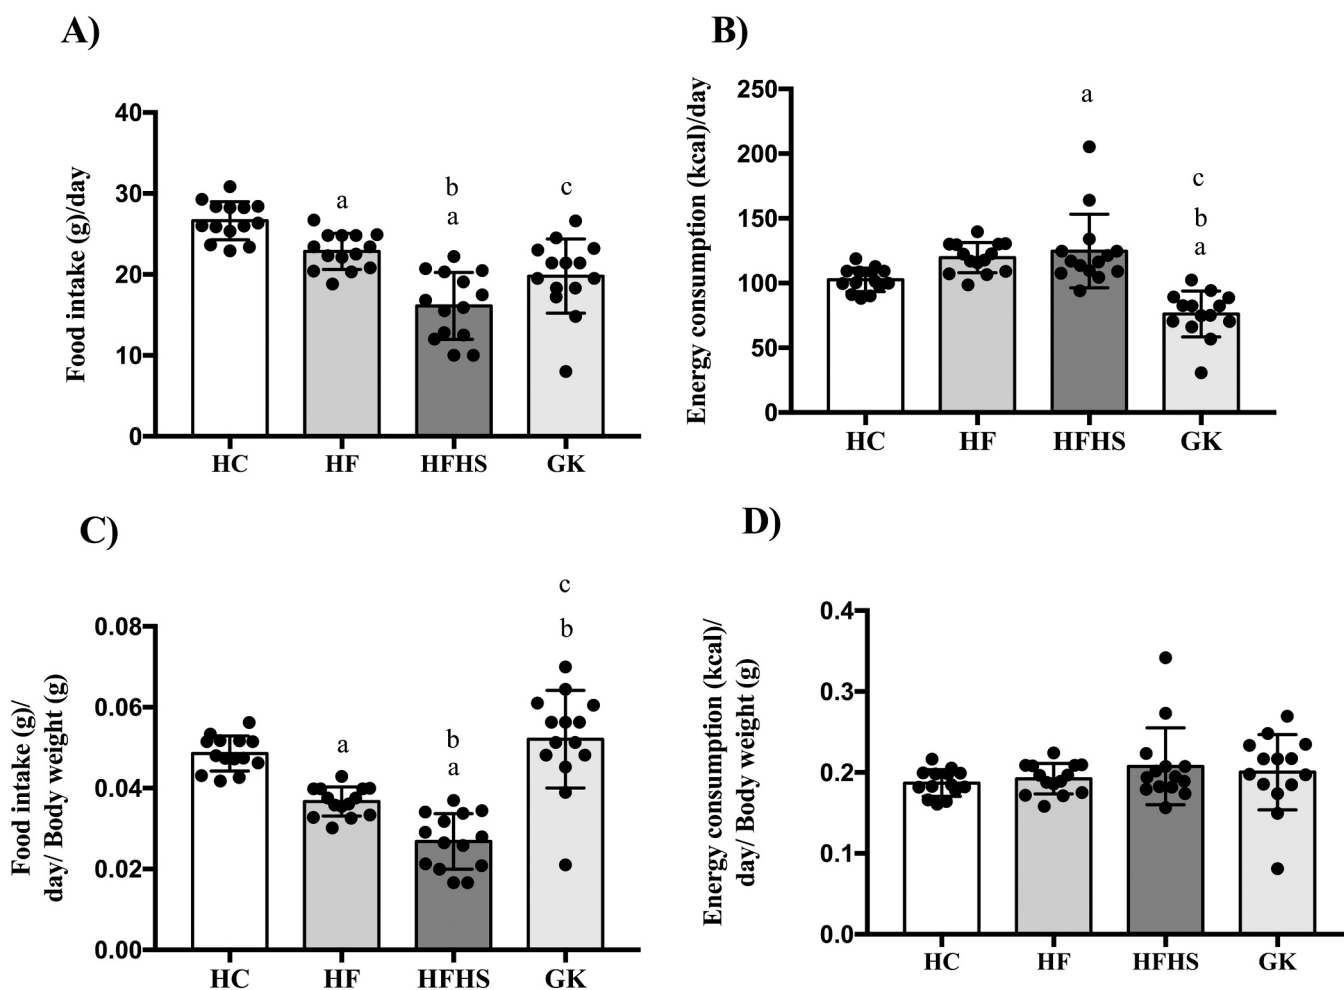 A)
Food intake (g)/day
40
30
20
10
0
a
b
a
c
HC HF HFHS GK
B)
Energy consumption (kcal)/day
250
200
150
100
50
0
a
c
b
a
HC HF HFHS GK
C)
Food intake (g)/
day/ Body weight (g)
0.08
0.06
0.04
0.02
0.00
a
b
a
c
b
HC HF HFHS GK
D)
Energy consumption (kcal)/
day/ Body weight (g)
0.4
0.3
0.2
0.1
0.0
HC HF HFHS GK